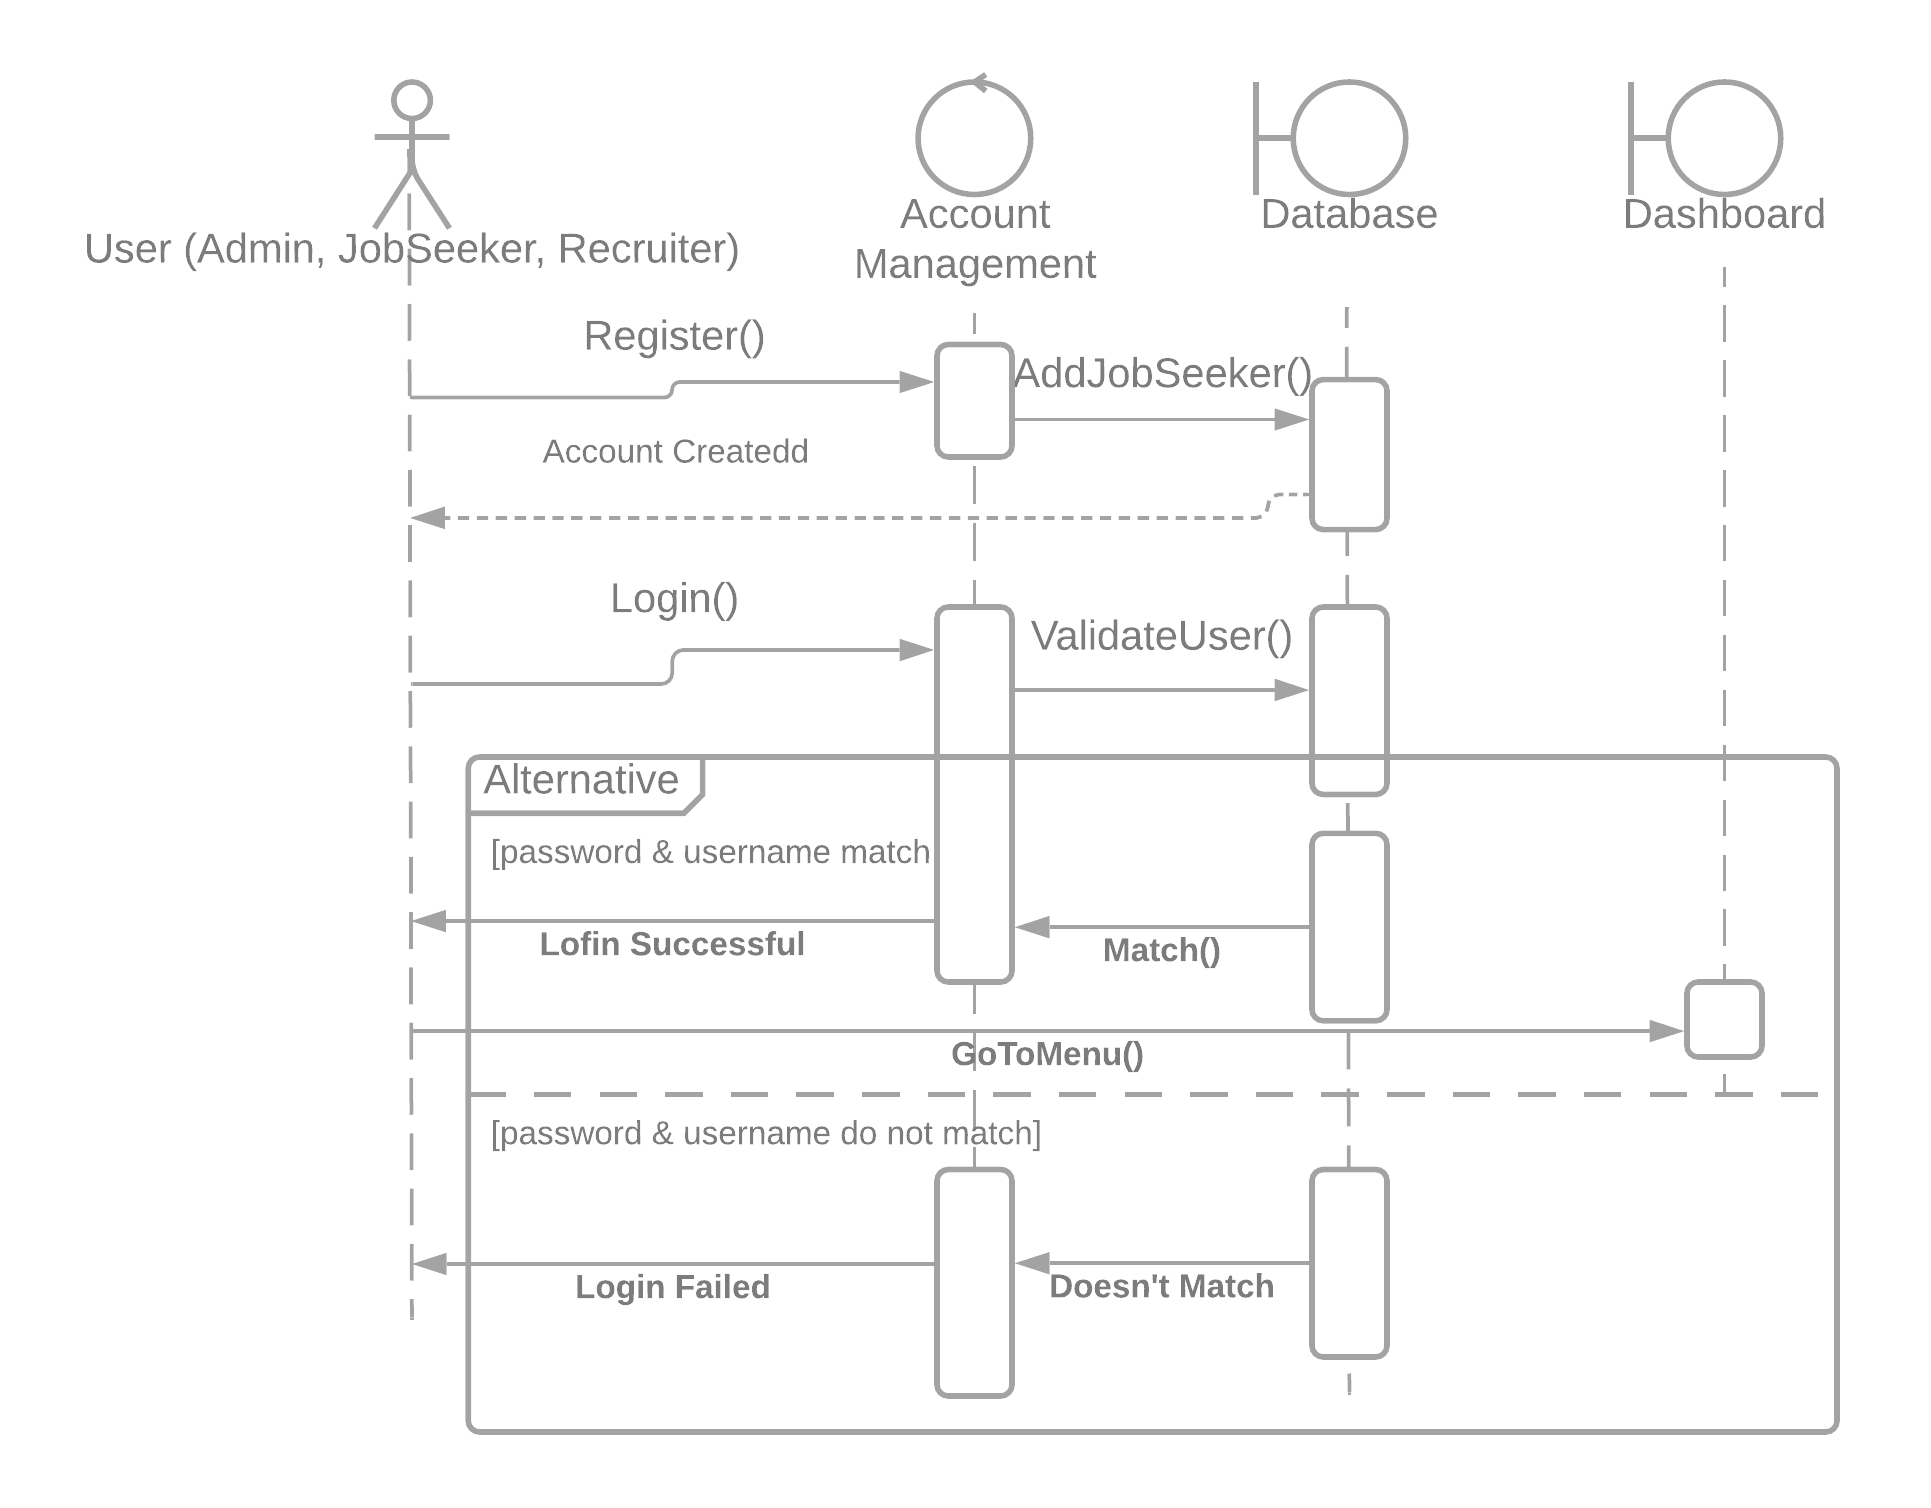 User (Admin, JobSeeker, Recruiter)
Account
Management
Database
Dashboard
Register()
AddJobSeeker()
Account Createdd
Login()
ValidateUser()
Alternative
[password & username match
Lofin Successful
Match()
GoToMenu()
[password & username do not match]
Login Failed
Doesn't Match